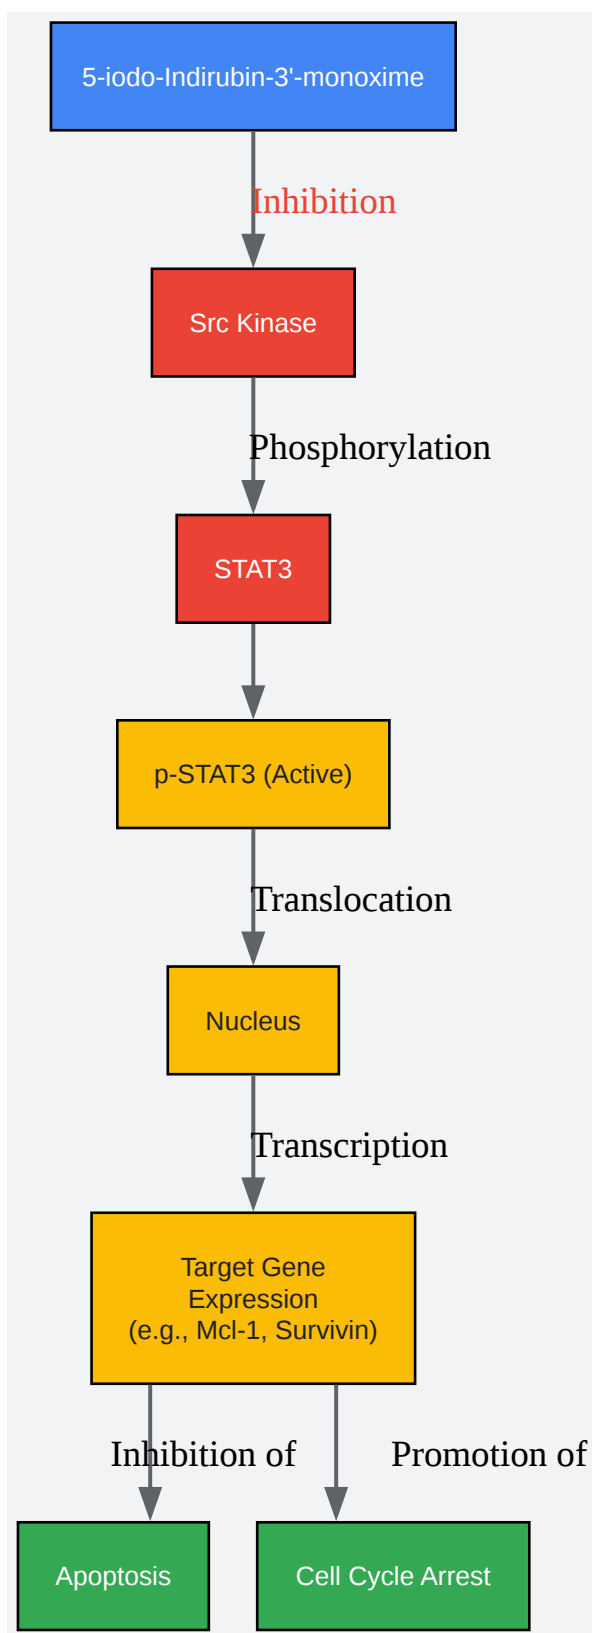 5-iodo-Indirubin-3'-monoxime
Inhibition
Src Kinase
Phosphorylation
STAT3
p-STAT3 (Active)
Translocation
Nucleus
Transcription
Target Gene
Expression
(e.g., Mcl-1, Survivin)
Inhibition of
Promotion of
Apoptosis
Cell Cycle Arrest